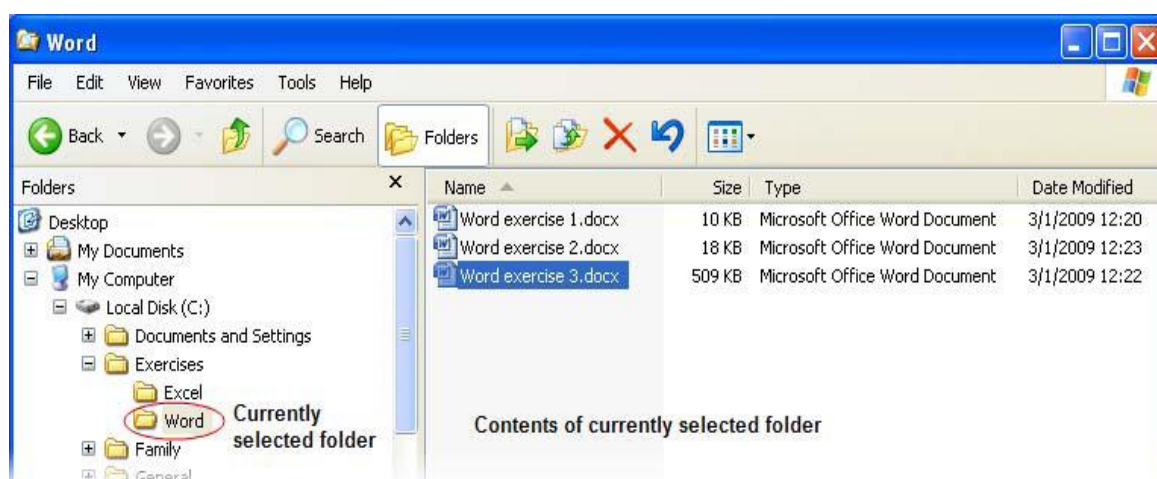 Word
File Edit View Favorites Tools Help
Back Search Folders
Folders
Desktop
My Documents
My Computer
Local Disk (C:)
Documents and Settings
Exercises
Excel
Word
Family
General
Currently
selected folder
Name Size Type Date Modified
Word exercise 1.docx 10 KB Microsoft Office Word Document 3/1/2009 12:20
Word exercise 2.docx 18 KB Microsoft Office Word Document 3/1/2009 12:23
Word exercise 3.docx 509 KB Microsoft Office Word Document 3/1/2009 12:22
Contents of currently selected folder